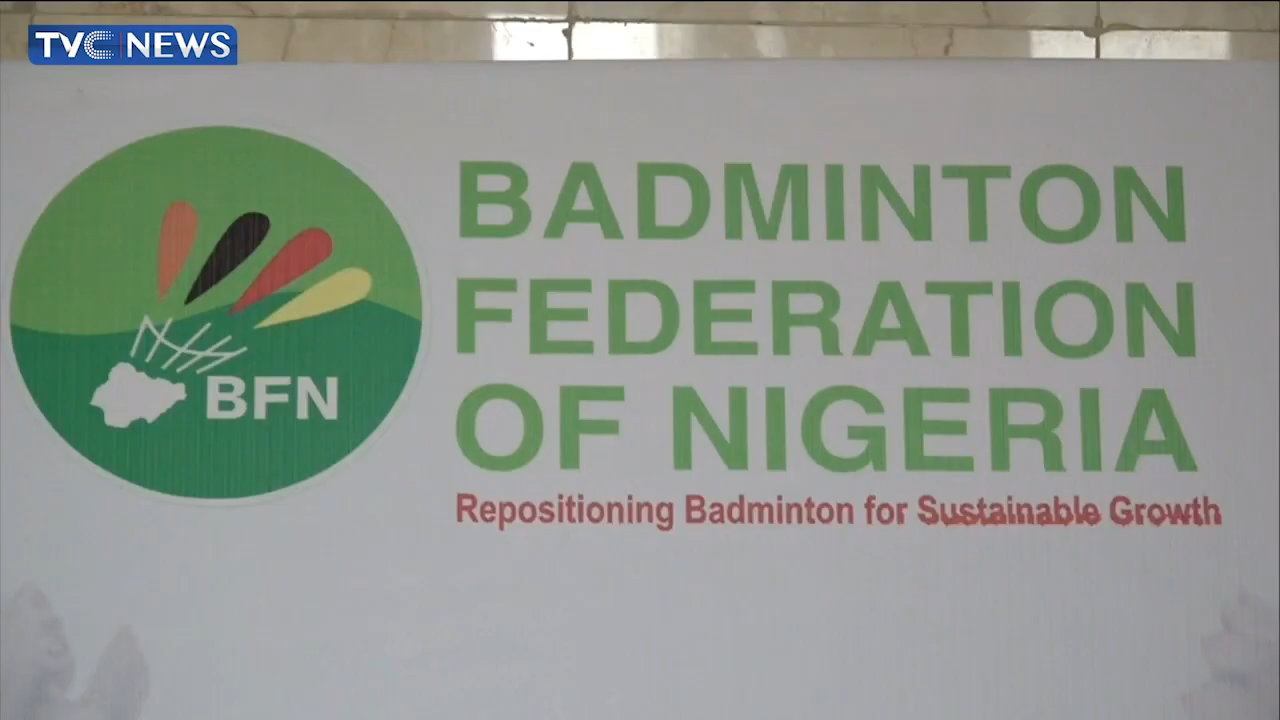 TVC NEWS
BADMINTON
FEDERATION
OF NIGERIA
Repositioning Badminton for Sustainable Growth
BFN